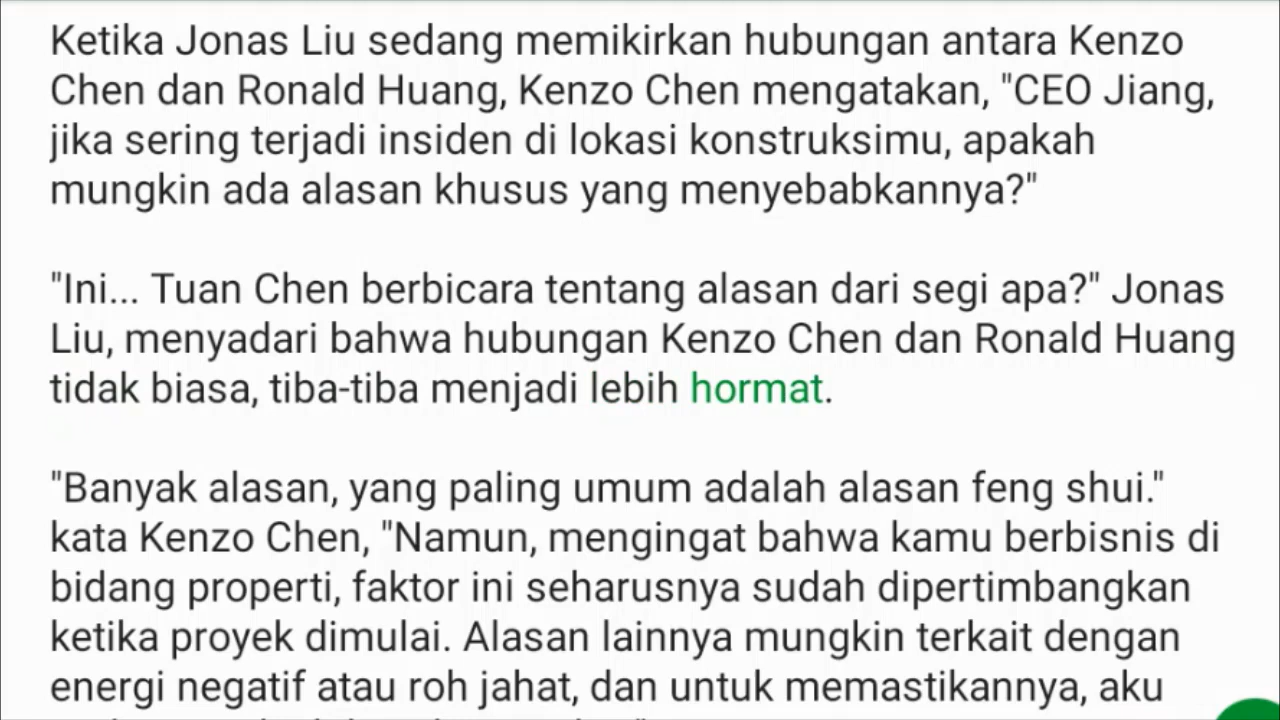 Ketika Jonas Liu sedang memikirkan hubungan antara Kenzo
Chen dan Ronald Huang, Kenzo Chen mengatakan, "CEO Jiang,
jika sering terjadi insiden di lokasi konstruksimu, apakah
mungkin ada alasan khusus yang menyebabkannya?"
"Ini... Tuan Chen berbicara tentang alasan dari segi apa?" Jonas
Liu, menyadari bahwa hubungan Kenzo Chen dan Ronald Huang
tidak biasa, tiba-tiba menjadi lebih hormat.
"Banyak alasan, yang paling umum adalah alasan feng shui."
kata Kenzo Chen, "Namun, mengingat bahwa kamu berbisnis di
bidang properti, faktor ini seharusnya sudah dipertimbangkan
ketika proyek dimulai. Alasan lainnya mungkin terkait dengan
energi negatif atau roh jahat, dan untuk memastikannya, aku